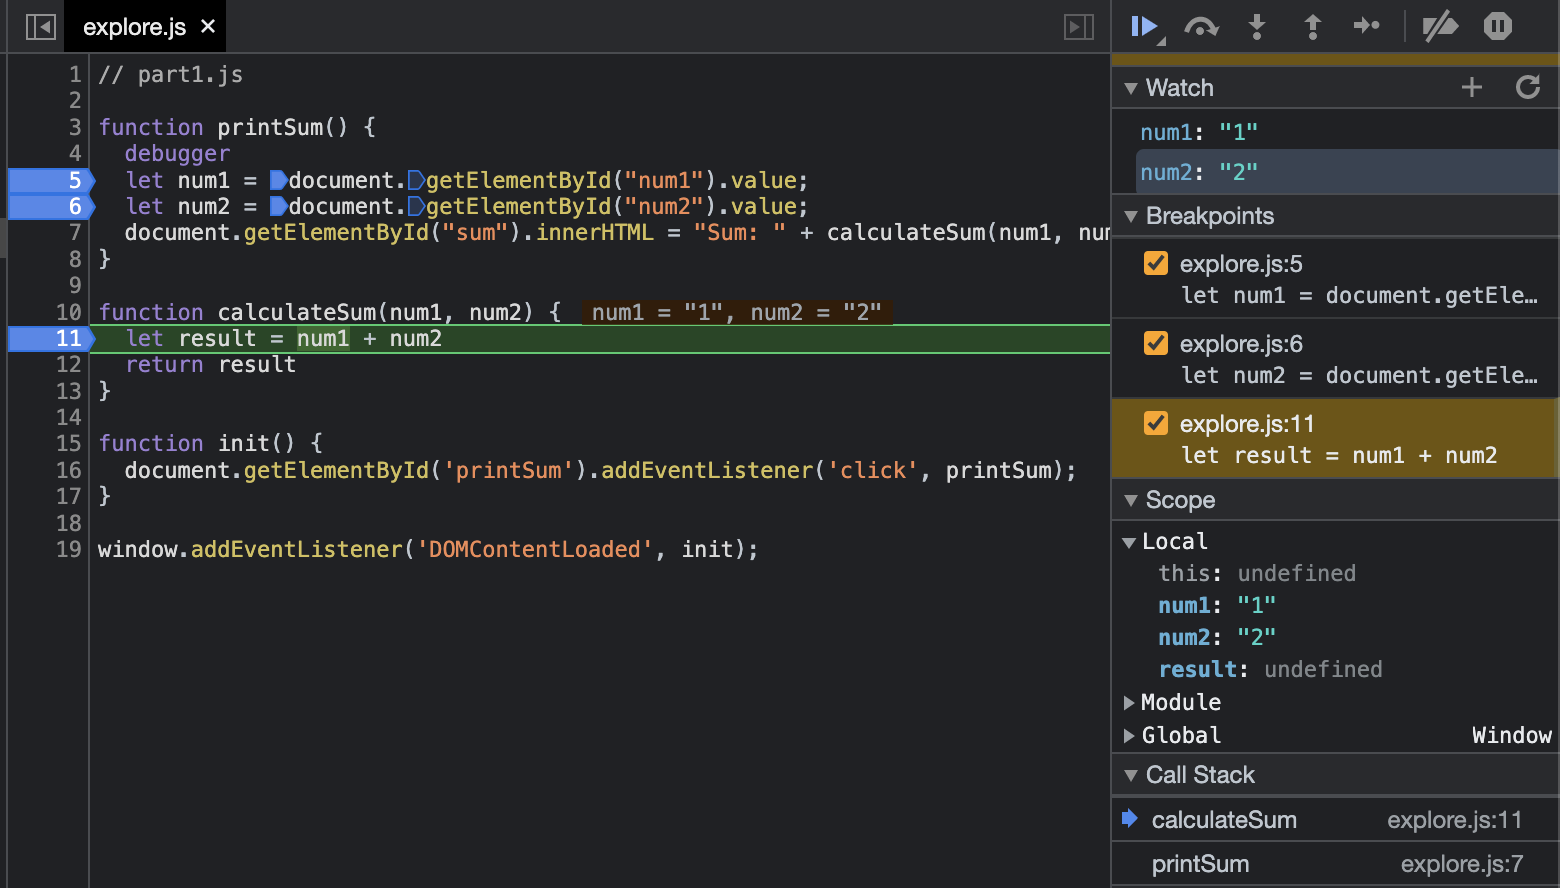 explore.js ×
1 // part1.js
2
3 function printSum() {
4 debugger
5 let num1 = document.getElementById("num1").value;
6 let num2 = document.getElementById("num2").value;
7 document.getElementById("sum").innerHTML = "Sum: " + calculateSum(num1, num
8 }
9
10 function calculateSum(num1, num2) { num1 = "1", num2 = "2"
11 let result = num1 + num2
12 return result
13 }
14
15 function init() {
16 document.getElementById('printSum').addEventListener('click', printSum);
17 }
18
19 window.addEventListener('DOMContentLoaded', init);
Watch
num1: "1"
num2: "2"
Breakpoints
explore.js:5
let num1 = document.getEle…
explore.js:6
let num2 = document.getEle…
explore.js:11
let result = num1 + num2
Scope
Local
this: undefined
num1: "1"
num2: "2"
result: undefined
Module
Global Window
Call Stack
calculateSum explore.js:11
printSum explore.js:7